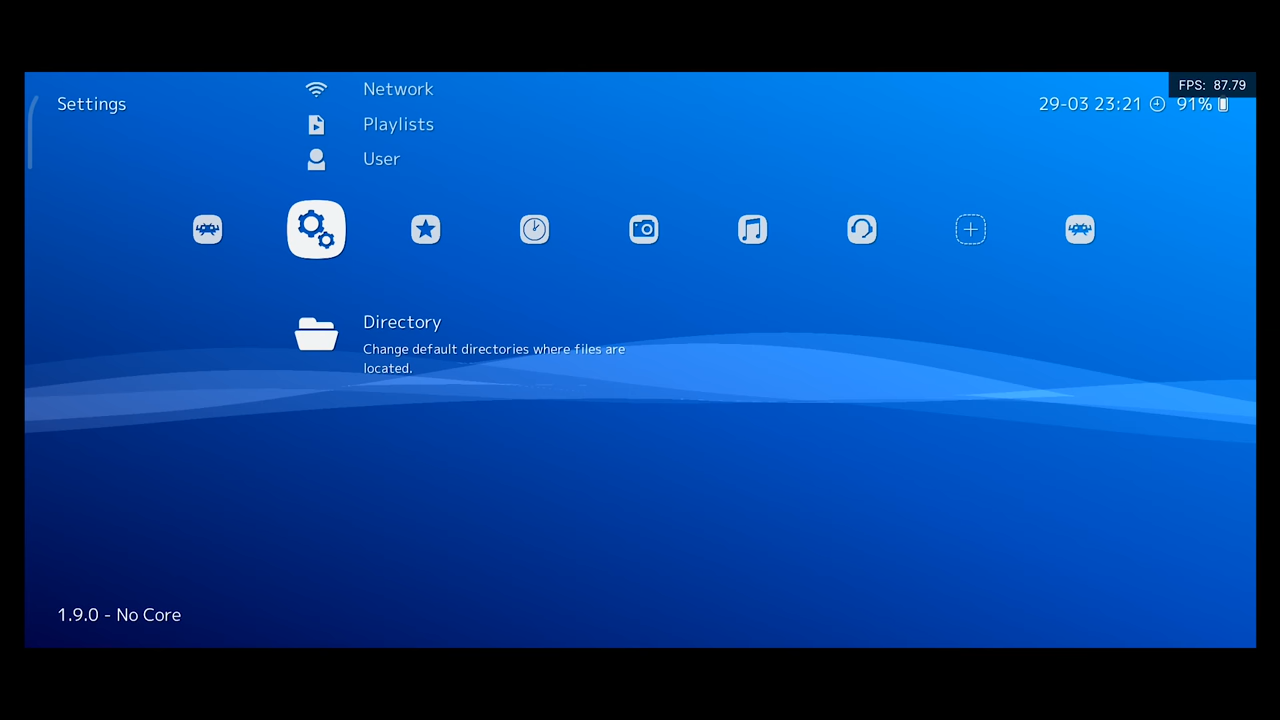 Network
FPS: 87.79
Settings
29-03 23:21 91%
Playlists
User
Directory
Change default directories where files are
located.
1.9.0 - No Core